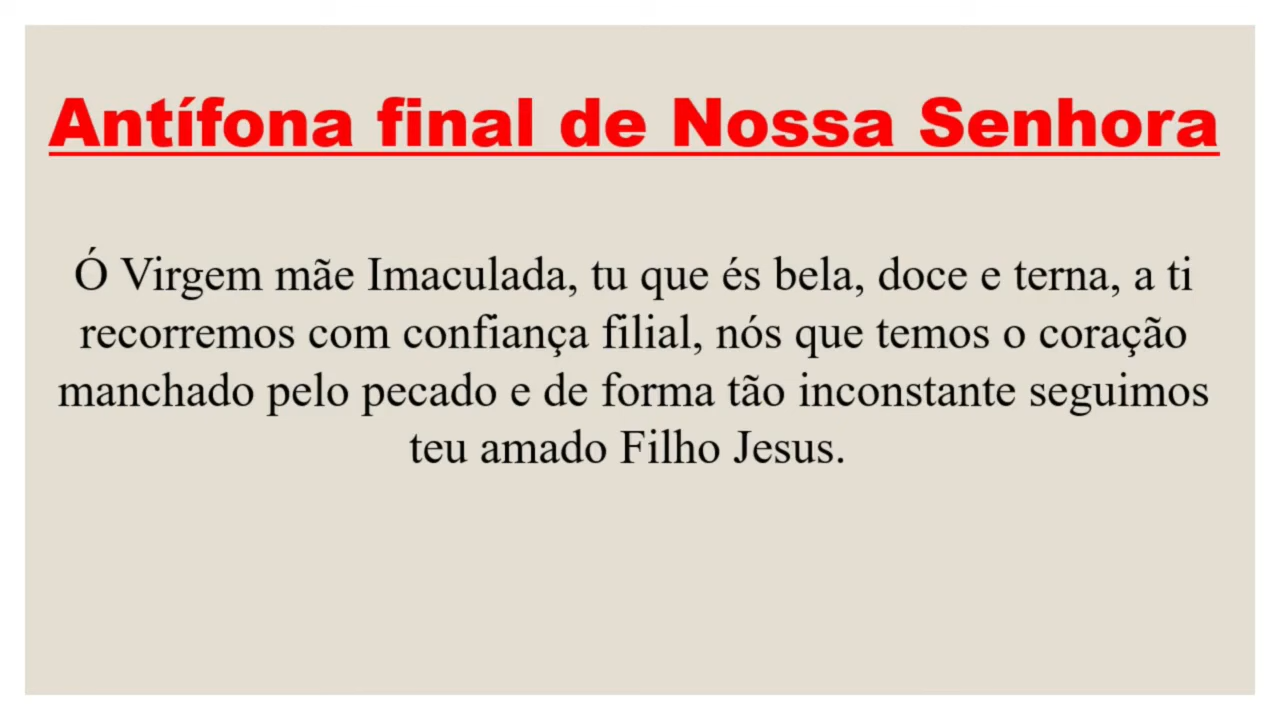 Antífona final de Nossa Senhora
Ó Virgem mãe Imaculada, tu que és bela, doce e terna, a ti
recorremos com confiança filial, nós que temos o coração
manchado pelo pecado e de forma tão inconstante seguimos
teu amado Filho Jesus.